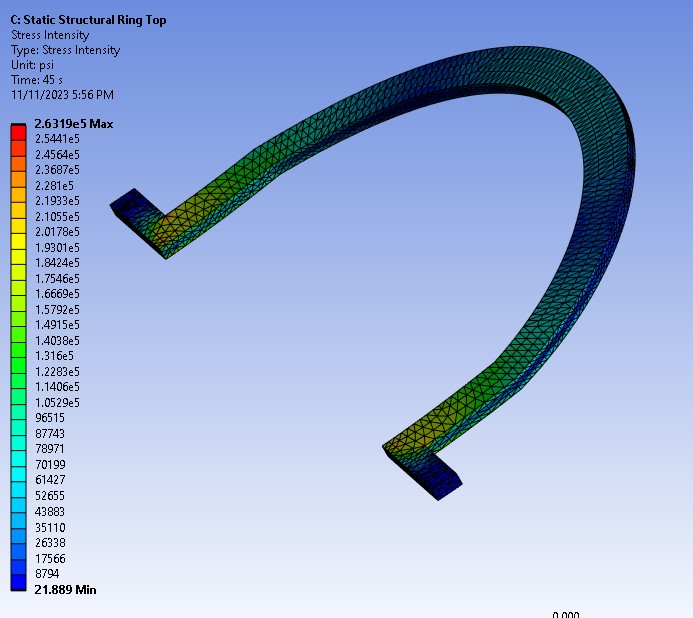 C: Static Structural Ring Top
Stress Intensity
Type: Stress Intensity
Unit: psi
Time: 45 s
11/11/2023 5:56 PM
2.6319e5 Max
2.5441e5
2.4564e5
2.3687e5
2.281e5
2.1933e5
2.1055e5
2.0178e5
1.9301e5
1.8424e5
1.7546e5
1.6669e5
1.5792e5
1.4915e5
1.4038e5
1.316e5
1.2283e5
1.1406e5
1.0529e5
96515
87743
78971
70199
61427
52655
43883
35110
26338
17566
8794
21.889 Min
0.000